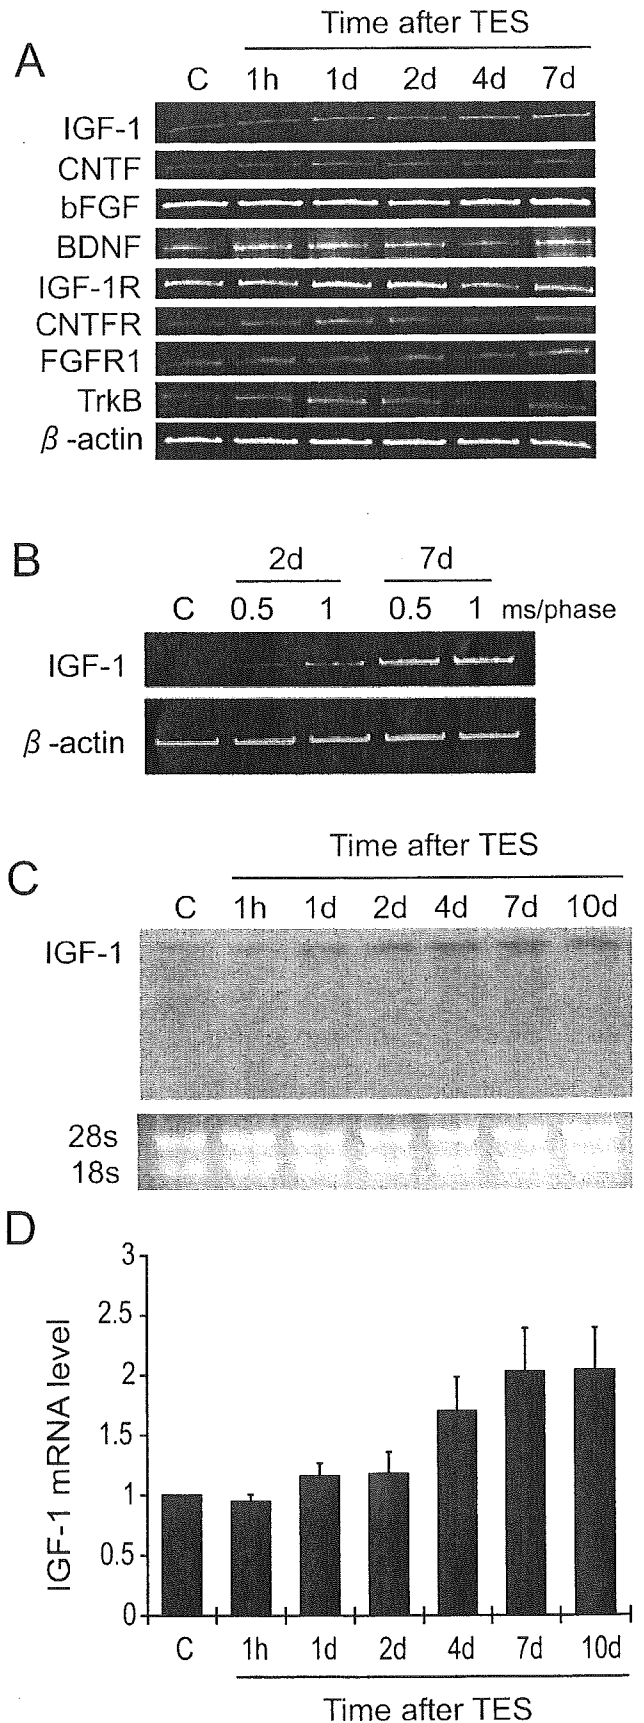 A
Time after TES
C 1h 1d 2d 4d 7d
IGF-1
CNTF
bFGF
BDNF
IGF-1R
CNTFR
FGFR1
TrkB
β-actin
B
2d 7d
C 0.5 1 0.5 1 ms/phase
IGF-1
β-actin
C
Time after TES
C 1h 1d 2d 4d 7d 10d
IGF-1
28s
18s
D
IGF-1 mRNA level
3
2.5
2
1.5
1
0.5
0
C 1h 1d 2d 4d 7d 10d
Time after TES